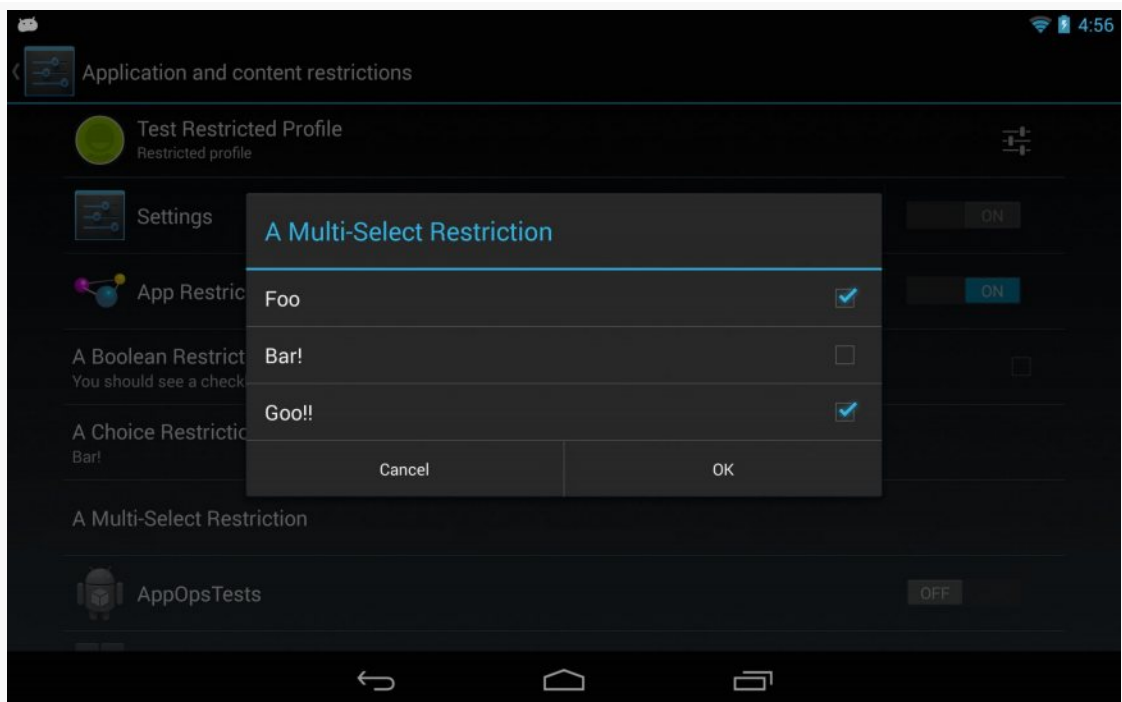 4:56
Application and content restrictions
Test Restricted Profile
Restricted profile
Settings
ON
A Multi-Select Restriction
App Restric
ON
Foo
A Boolean Restrict
You should see a check
Bar!
Goo!!
A Choice Restrictio
Bar!
Cancel
OK
A Multi-Select Restriction
AppOpsTests
OFF